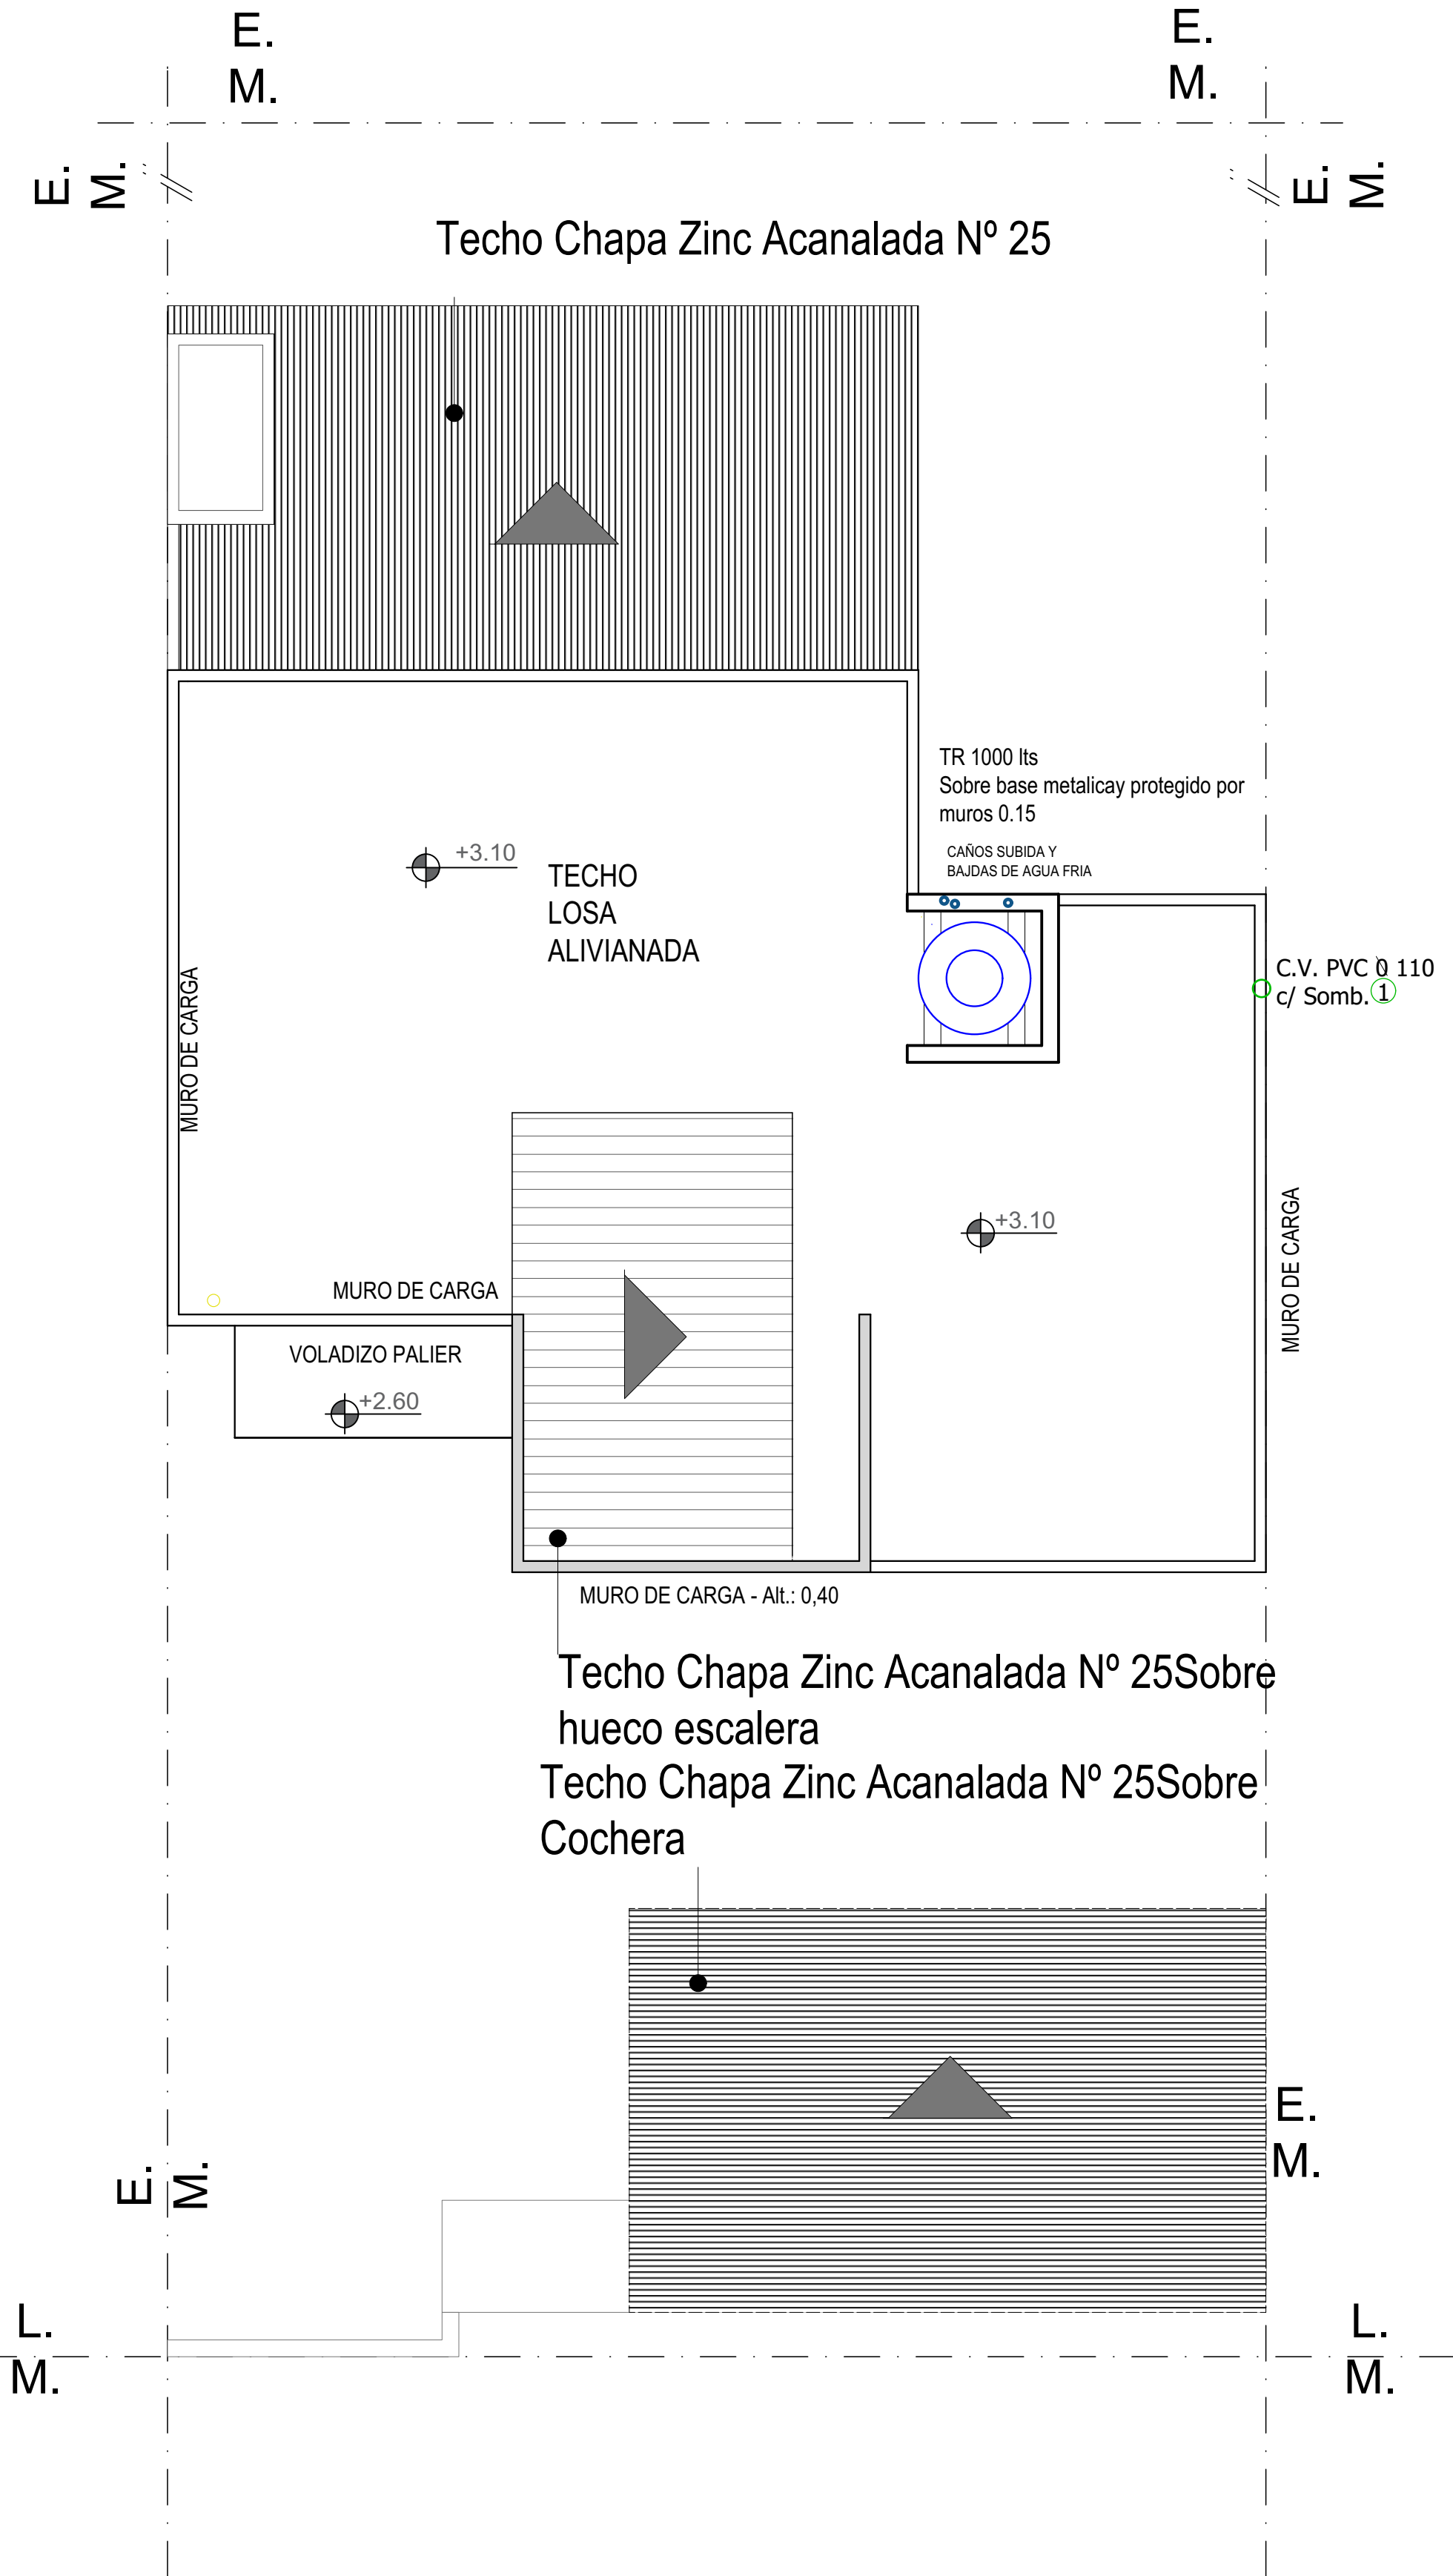 E.
M.
E.
M.
E.
M.
E.
M.
Techo Chapa Zinc Acanalada Nº 25
TR 1000 lts
Sobre base metalicay protegido por
muros 0.15
CAÑOS SUBIDA Y
BAJDAS DE AGUA FRIA
+3.10
TECHO
LOSA
ALIVIANADA
MURO DE CARGA
C.V. PVC 0 110
c/ Somb. 1
+3.10
MURO DE CARGA
MURO DE CARGA
VOLADIZO PALIER
+2.60
MURO DE CARGA - Alt.: 0,40
Techo Chapa Zinc Acanalada Nº 25Sobre
hueco escalera
Techo Chapa Zinc Acanalada Nº 25Sobre
Cochera
E.
M.
E.
M.
L.
M.
L.
M.